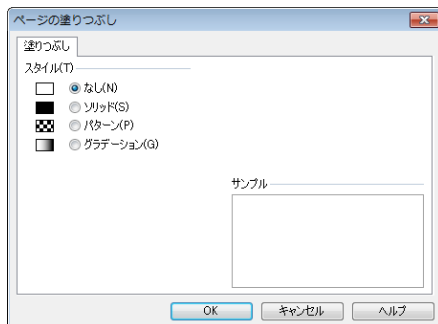 ページの塗りつぶし
塗りつぶし
スタイル(T)
なし(N)
ソリッド(S)
パターン(P)
グラデーション(G)
サンプル
OK
キャンセル
ヘルプ